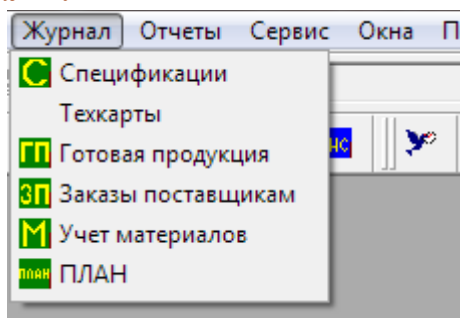 Журнал Отчеты Сервис Окна П
С Спецификации
Техкарты
ГП Готовая продукция
НС
ЗП Заказы поставщикам
М Учет материалов
ПЛАН ПЛАН